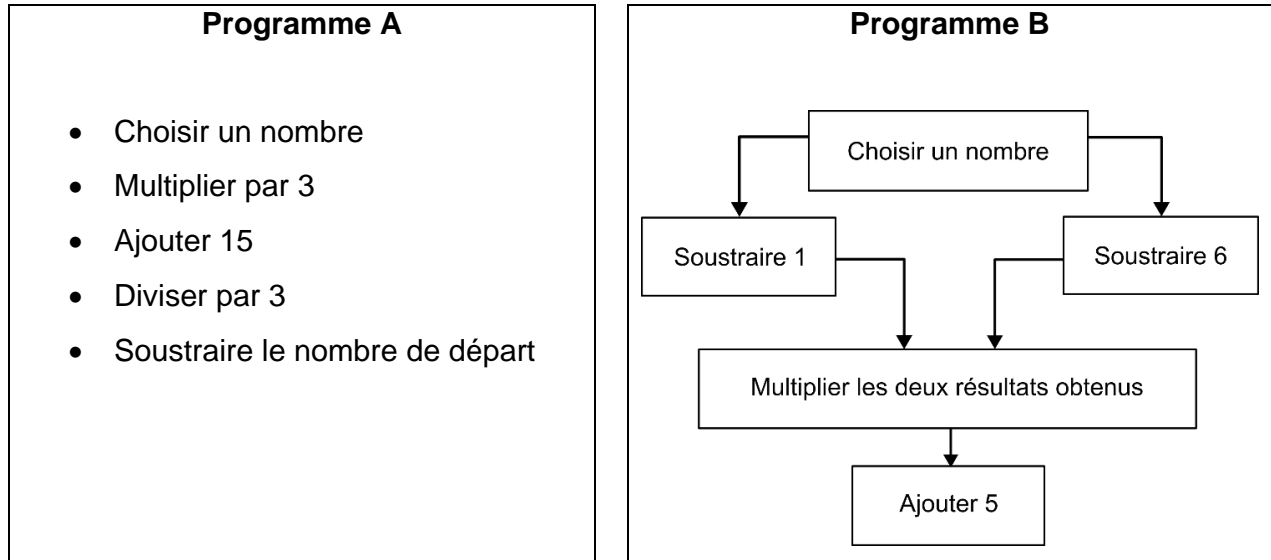 Programme A
• Choisir un nombre
• Multiplier par 3
• Ajouter 15
• Diviser par 3
• Soustraire le nombre de départ
Programme B
Choisir un nombre
Soustraire 1
Soustraire 6
Multiplier les deux résultats obtenus
Ajouter 5